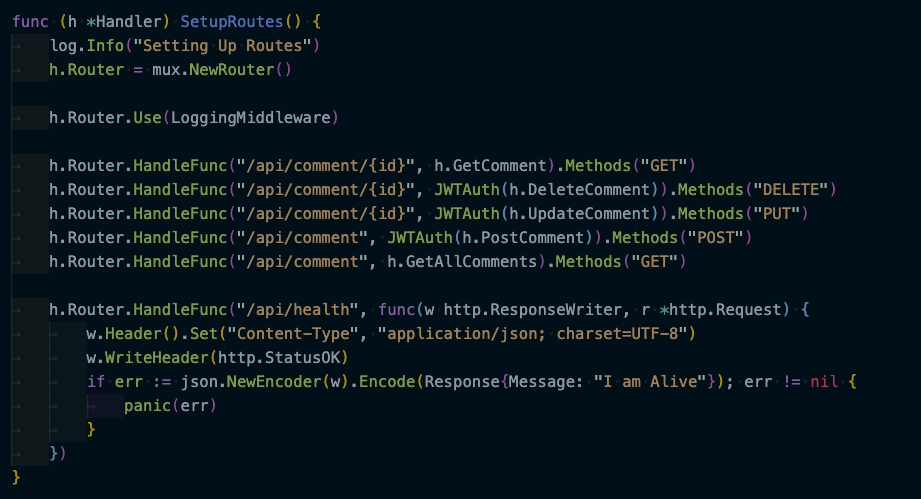 func (h *Handler) SetupRoutes() {
log.Info("Setting Up Routes")
h.Router = mux.NewRouter()
h.Router.Use(LoggingMiddleware)
h.Router.HandleFunc("/api/comment/{id}", h.GetComment).Methods("GET")
h.Router.HandleFunc("/api/comment/{id}", JWTAuth(h.DeleteComment)).Methods("DELETE")
h.Router.HandleFunc("/api/comment/{id}", JWTAuth(h.UpdateComment)).Methods("PUT")
h.Router.HandleFunc("/api/comment", JWTAuth(h.PostComment)).Methods("POST")
h.Router.HandleFunc("/api/comment", h.GetAllComments).Methods("GET")
h.Router.HandleFunc("/api/health", func(w http.ResponseWriter, r *http.Request) {
w.Header().Set("Content-Type", "application/json; charset=UTF-8")
w.WriteHeader(http.StatusOK)
if err := json.NewEncoder(w).Encode(Response{Message: "I am Alive"}); err != nil {
panic(err)
}
})
}